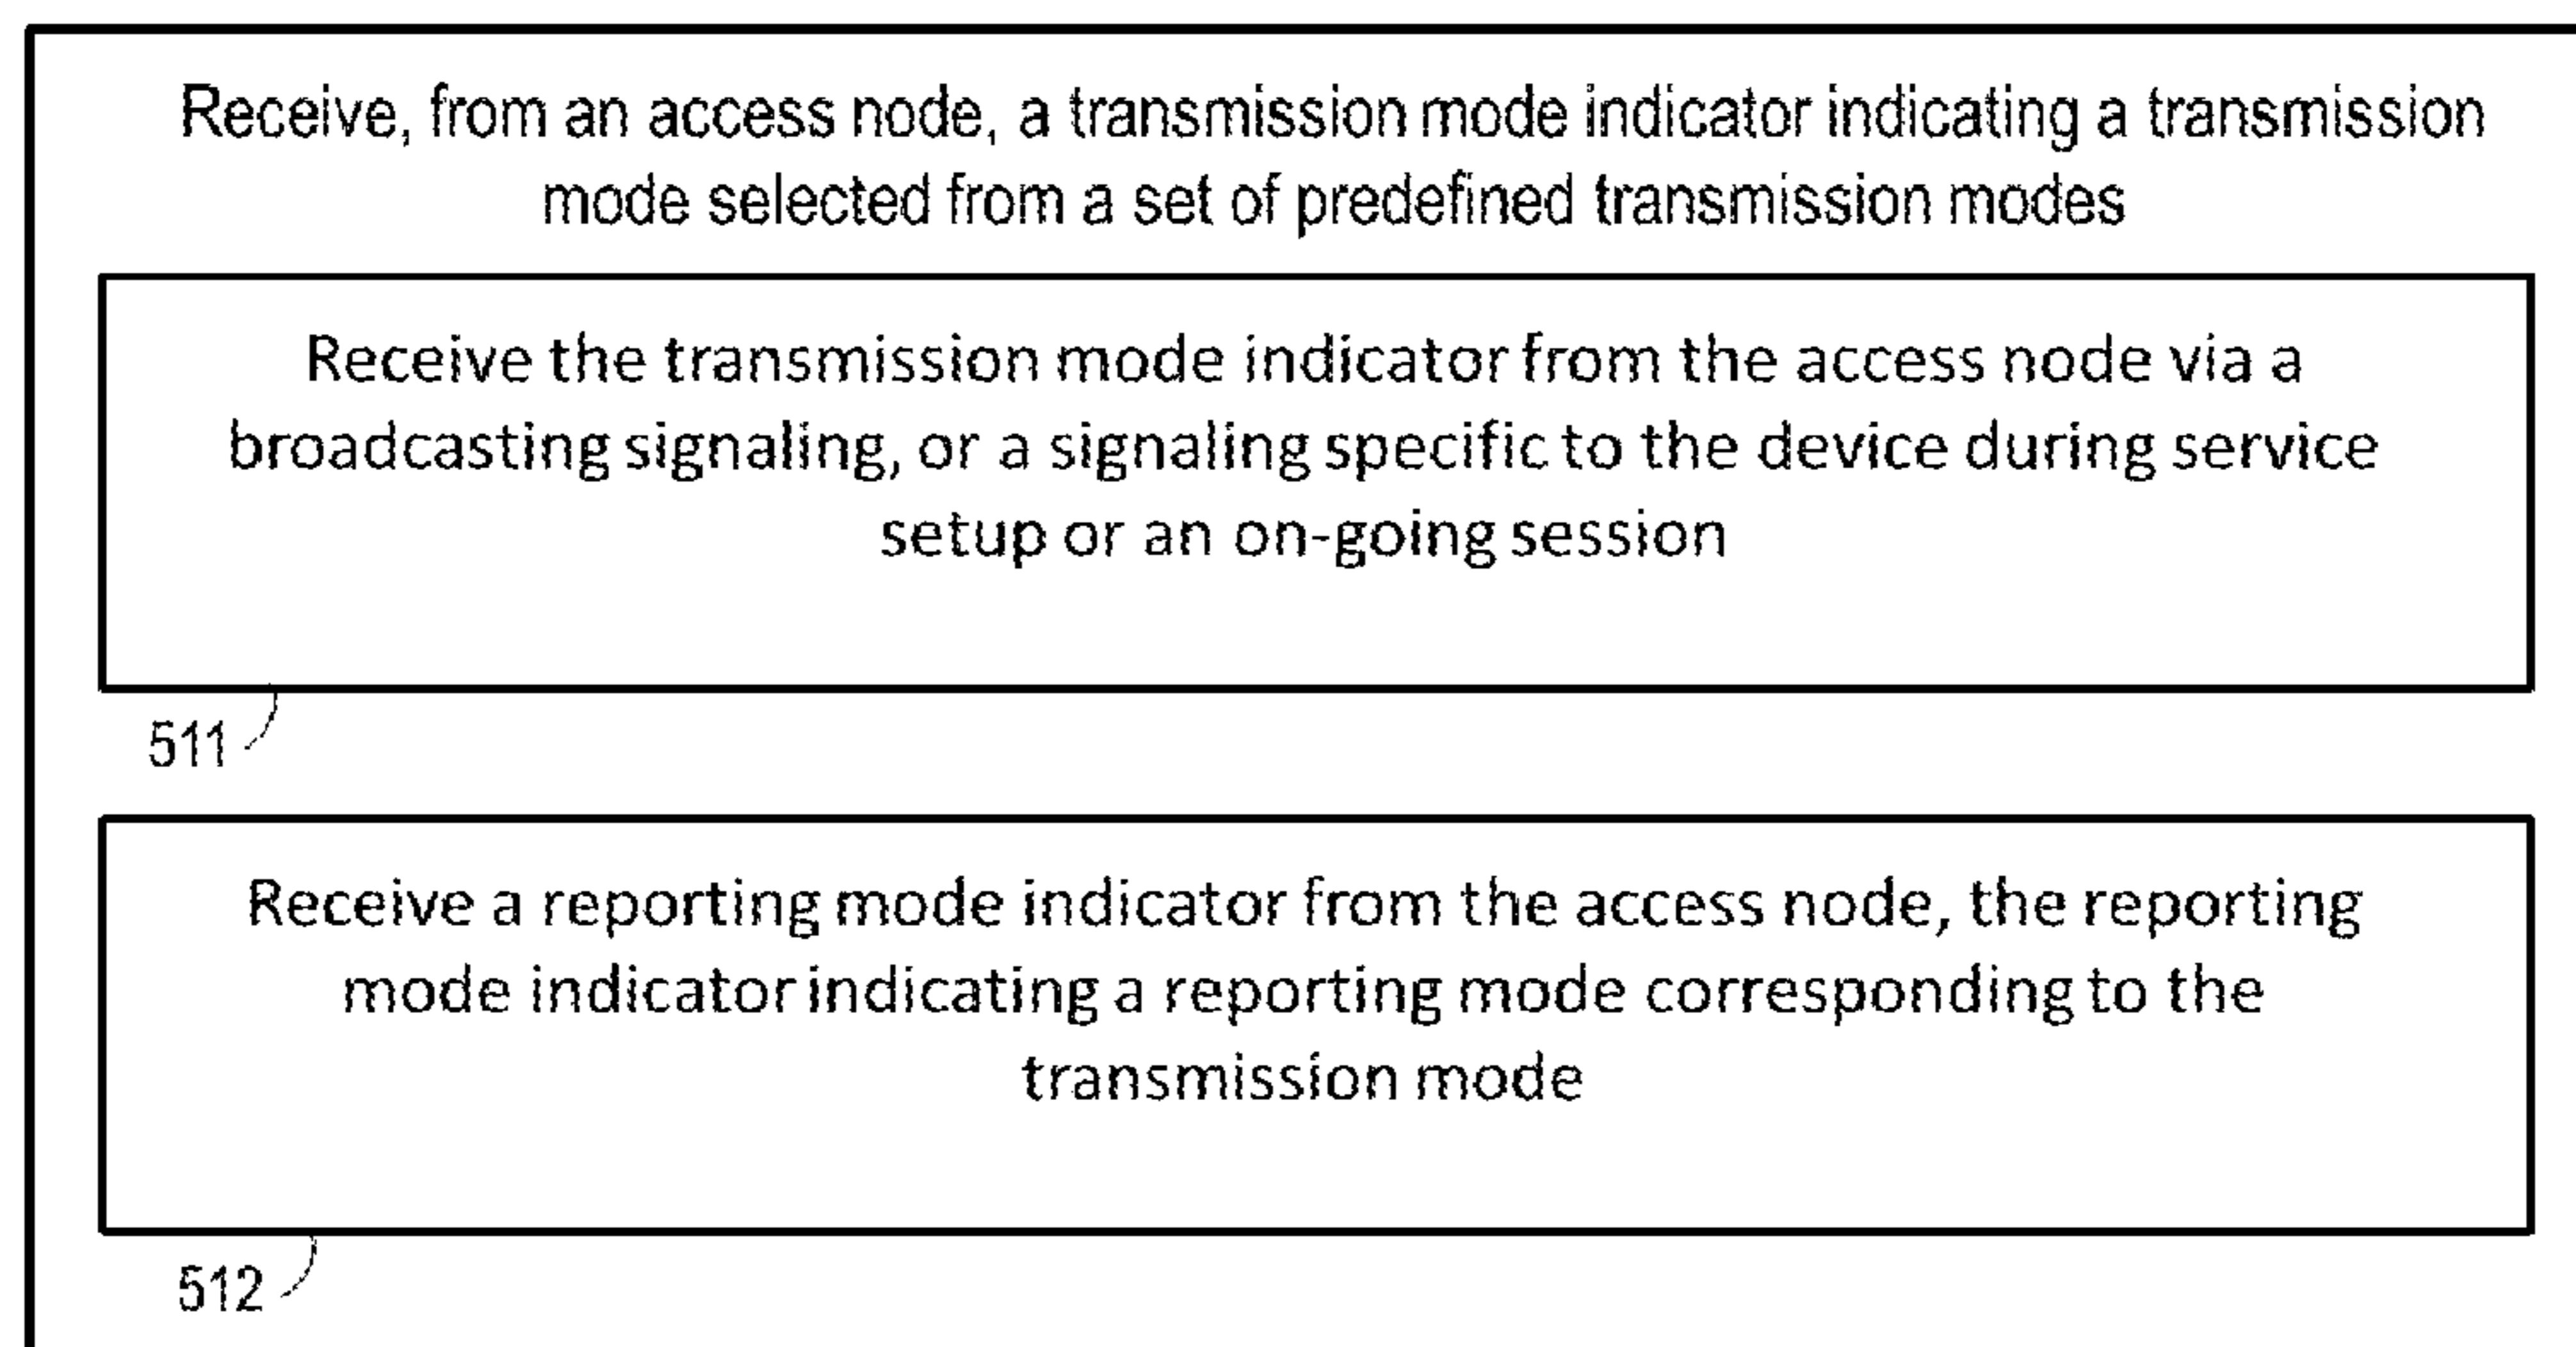 Receive, from an access node, a transmission mode indicator indicating a transmission
mode selected from a set of predefined transmission modes
Receive the transmission mode indicator from the access node via a
broadcasting signaling, or a signaling specific to the device during service
setup or an on-going session
511
Receive a reporting mode indicator from the access node, the reporting
mode indicator indicating a reporting mode corresponding to the
transmission mode
512